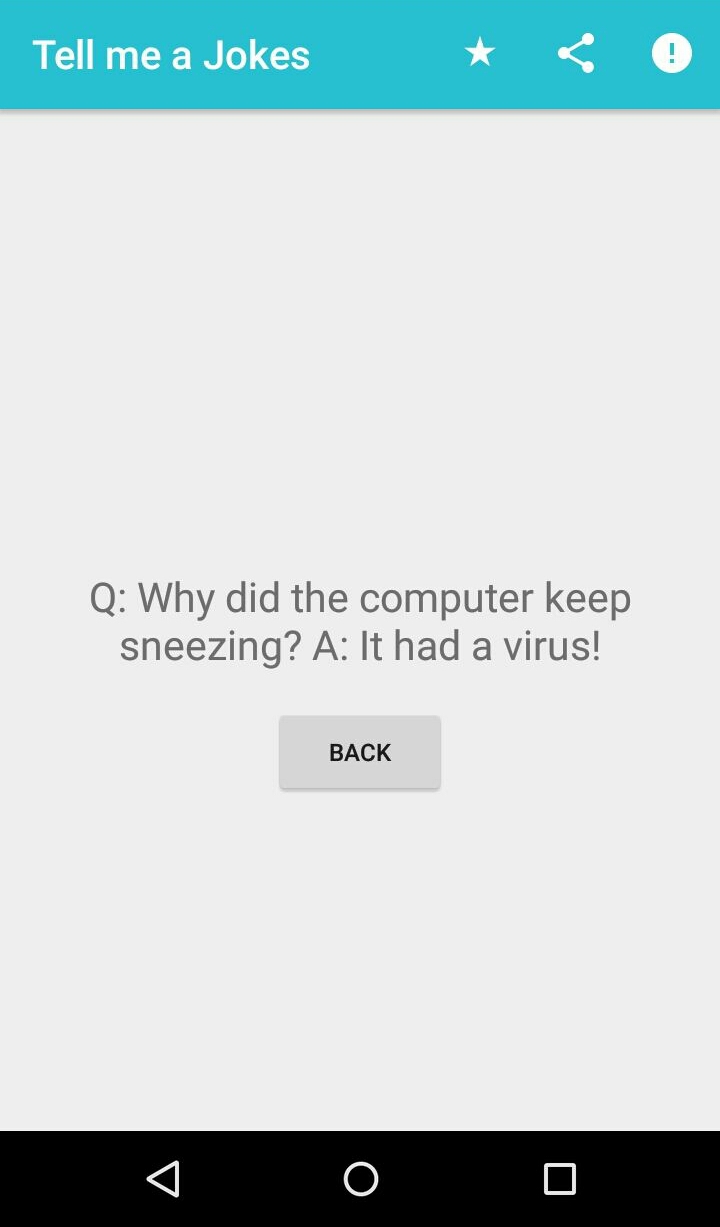 Tell me a Jokes
Q: Why did the computer keep
sneezing? A: It had a virus!
BACK